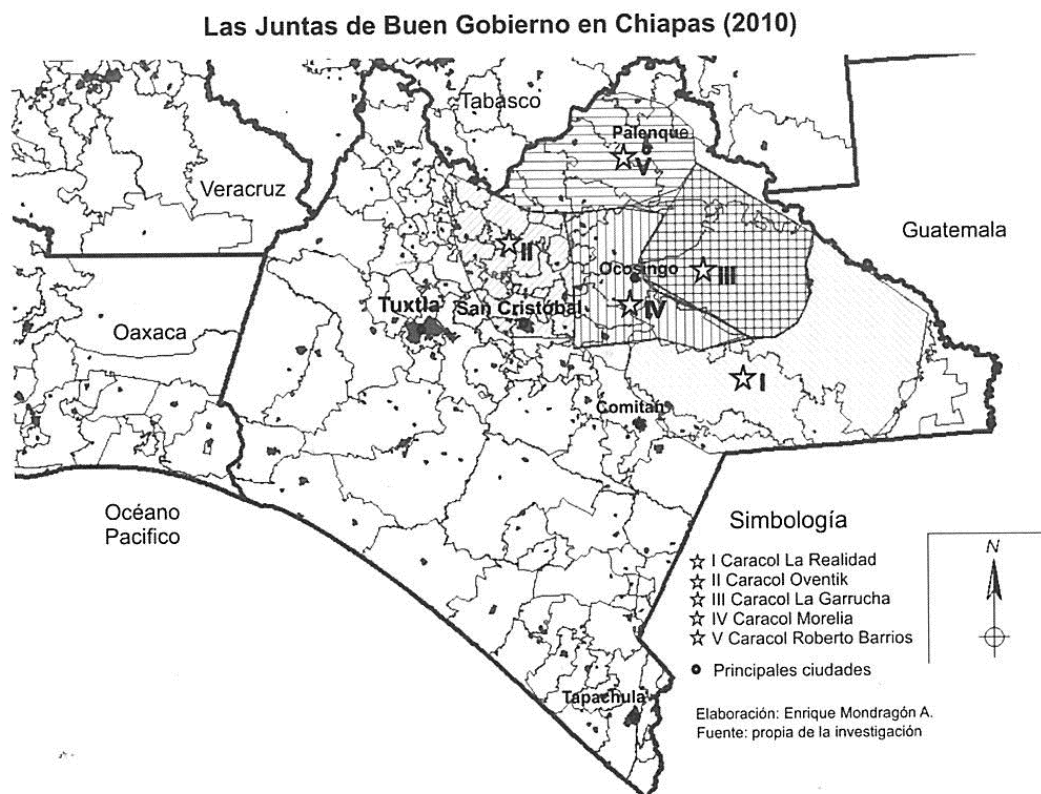 Las Juntas de Buen Gobierno en Chiapas (2010)
Tabasco
Palenque
V
Veracruz
Guatemala
II
Ocosingo
III
Tuxtla
San Cristóbal
IV
Oaxaca
I
Comitán
Océano
Pacifico
Simbología
N
I Caracol La Realidad
II Caracol Oventik
III Caracol La Garrucha
IV Caracol Morelia
V Caracol Roberto Barrios
Principales ciudades
Tapachula
Elaboración: Enrique Mondragón A.
Fuente: propia de la investigación